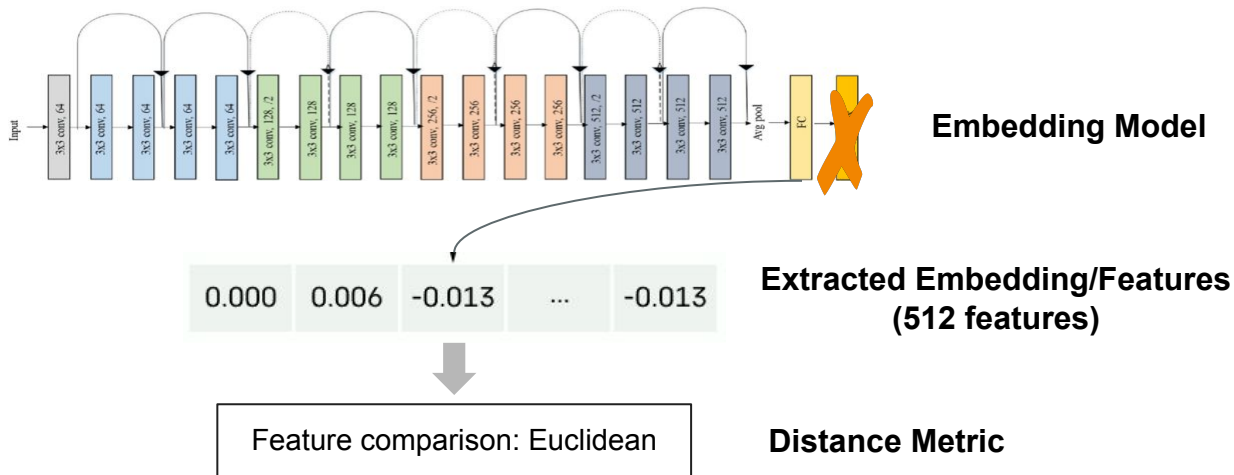 Input
3x3 conv, 64
3x3 conv, 64
3x3 conv, 64
3x3 conv, 64
3x3 conv, 64
3x3 conv, 128, /2
3x3 conv, 128
3x3 conv, 128
3x3 conv, 128
3x3 conv, 256, /2
3x3 conv, 256
3x3 conv, 256
3x3 conv, 256
3x3 conv, 512, /2
3x3 conv, 512
3x3 conv, 512
3x3 conv, 512
Avg pool
FC
Embedding Model
0.000 0.006 -0.013 ... -0.013
Extracted Embedding/Features
(512 features)
Feature comparison: Euclidean
Distance Metric